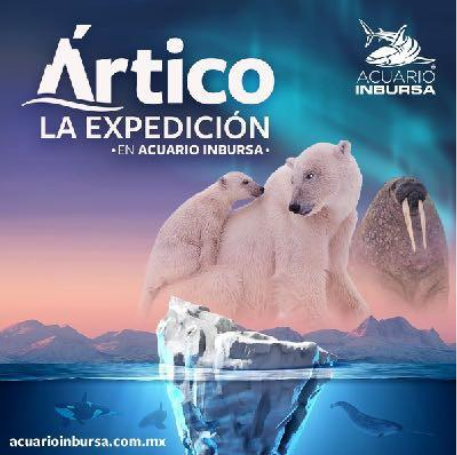 Ártico
LA EXPEDICIÓN
•EN ACUARIO INBURSA•
ACUARIO
INBURSA
acuarioinbursa.com.mx